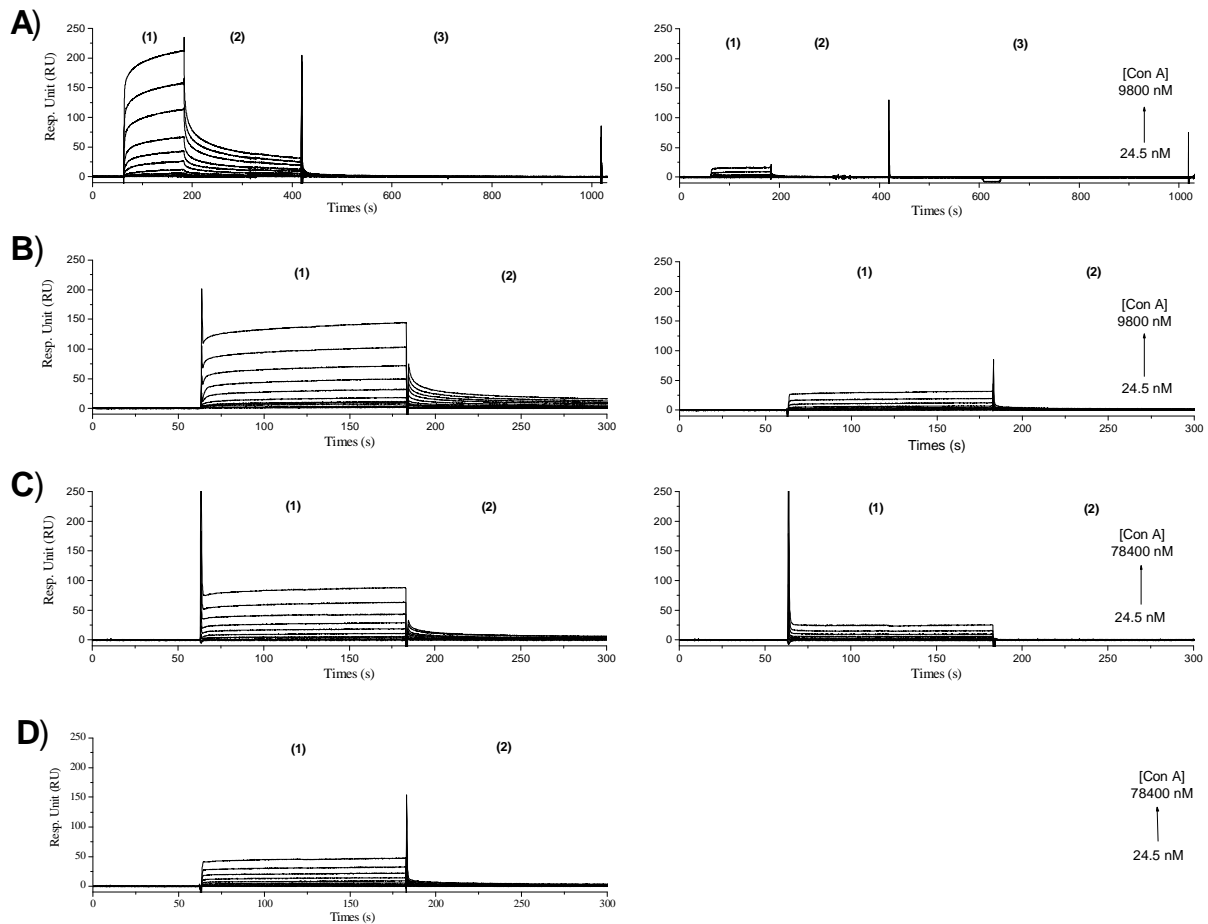 A)
(1)
(2)
(3)
250
200
150
100
50
0
Resp. Unit (RU)
0 200 400 600 800 1000
Times (s)
(1)
(2)
(3)
250
200
150
100
50
0
0 200 400 600 800 1000
Times (s)
[Con A]
9800 nM
24.5 nM
B)
(1)
(2)
250
200
150
100
50
0
Resp. Unit (RU)
0 50 100 150 200 250 300
Times (s)
(1)
(2)
250
200
150
100
50
0
0 50 100 150 200 250 300
Times (s)
[Con A]
9800 nM
24.5 nM
C)
(1)
(2)
250
200
150
100
50
0
Resp. Unit (RU)
0 50 100 150 200 250 300
Times (s)
(1)
(2)
250
200
150
100
50
0
0 50 100 150 200 250 300
Times (s)
[Con A]
78400 nM
24.5 nM
D)
(1)
(2)
250
200
150
100
50
0
Resp. Unit (RU)
0 50 100 150 200 250 300
Times (s)
[Con A]
78400 nM
24.5 nM